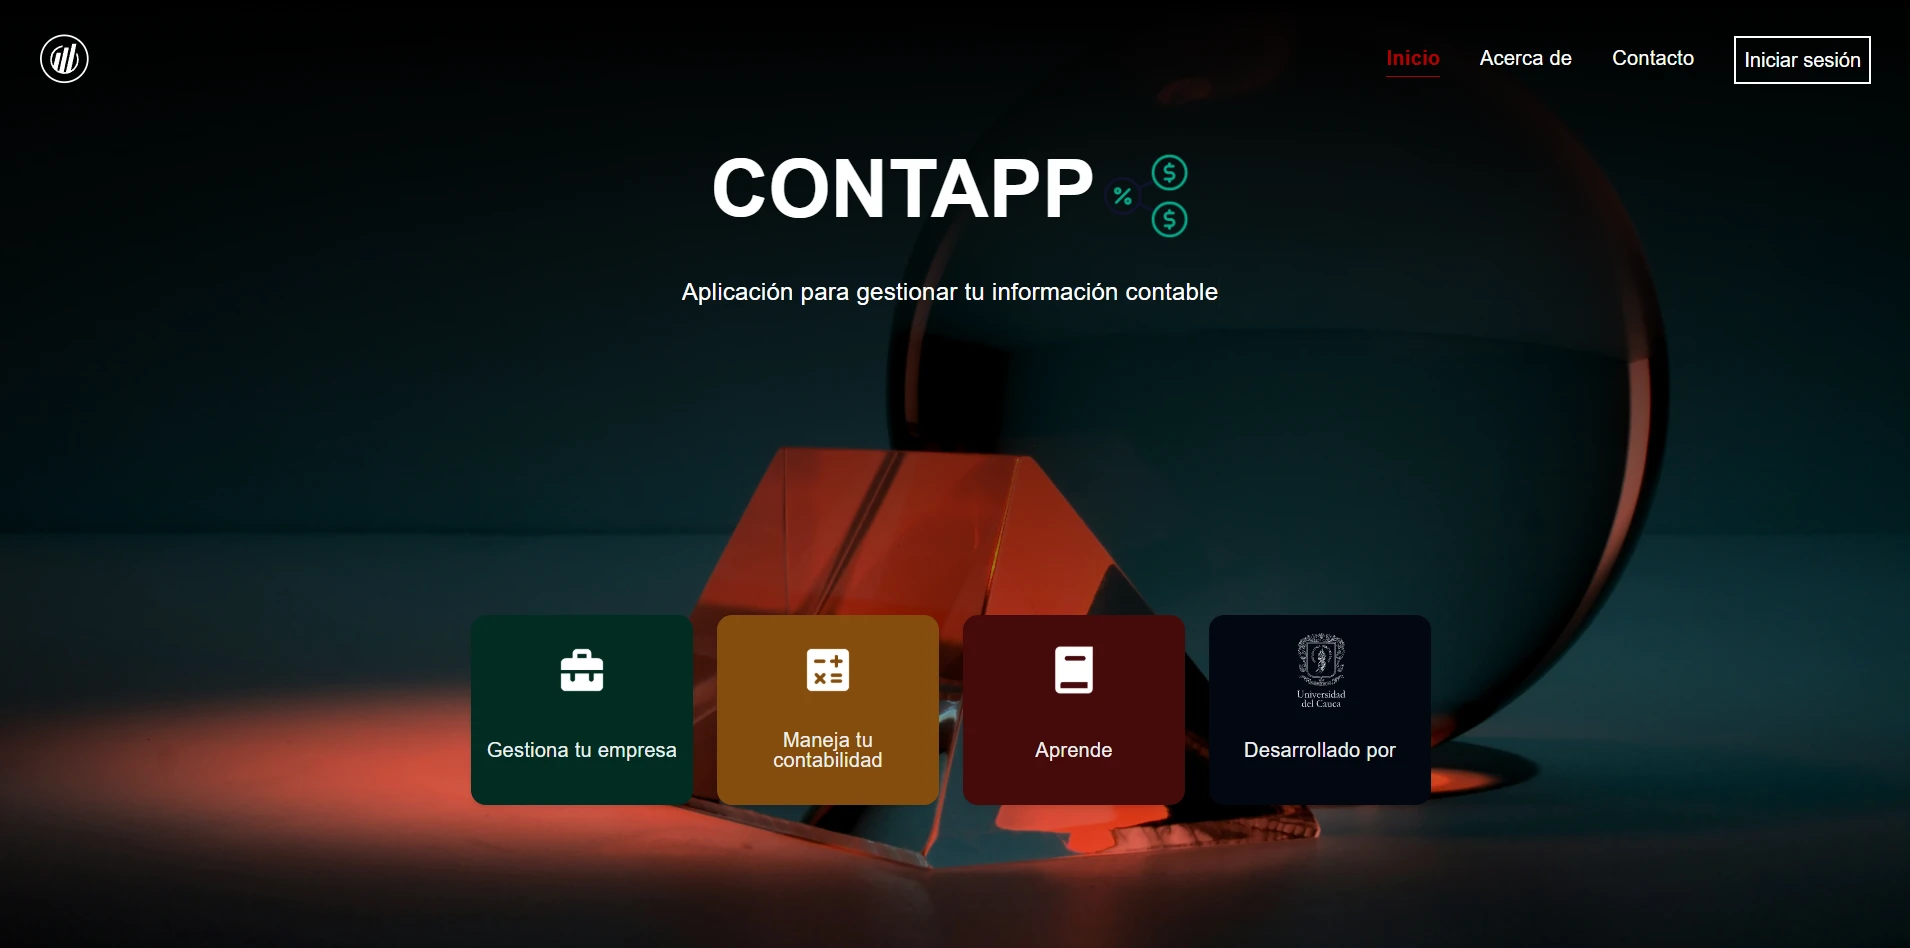 Inicio
Acerca de
Contacto
Iniciar sesión
CONTAPP
%
$
$
Aplicación para gestionar tu información contable
Gestiona tu empresa
Maneja tu
contabilidad
Aprende
Universidad
del Cauca
Desarrollado por